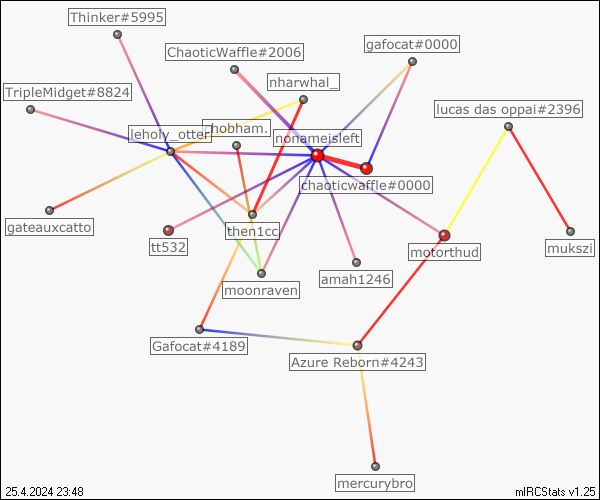 Thinker#5995
ChaoticWaffle#2006
gafocat#0000
nharwhal_
TripleMidget#8824
lucas das oppai#2396
leholy_otter
hobham.
nonameisleft
chaoticwaffle#0000
gateauxcatto
tt532
then1cc
motorthud
mukszi
moonraven
amah1246
Gafocat#4189
Azure Reborn#4243
mercurybro
25.4.2024 23:48
mIRCStats v1.25